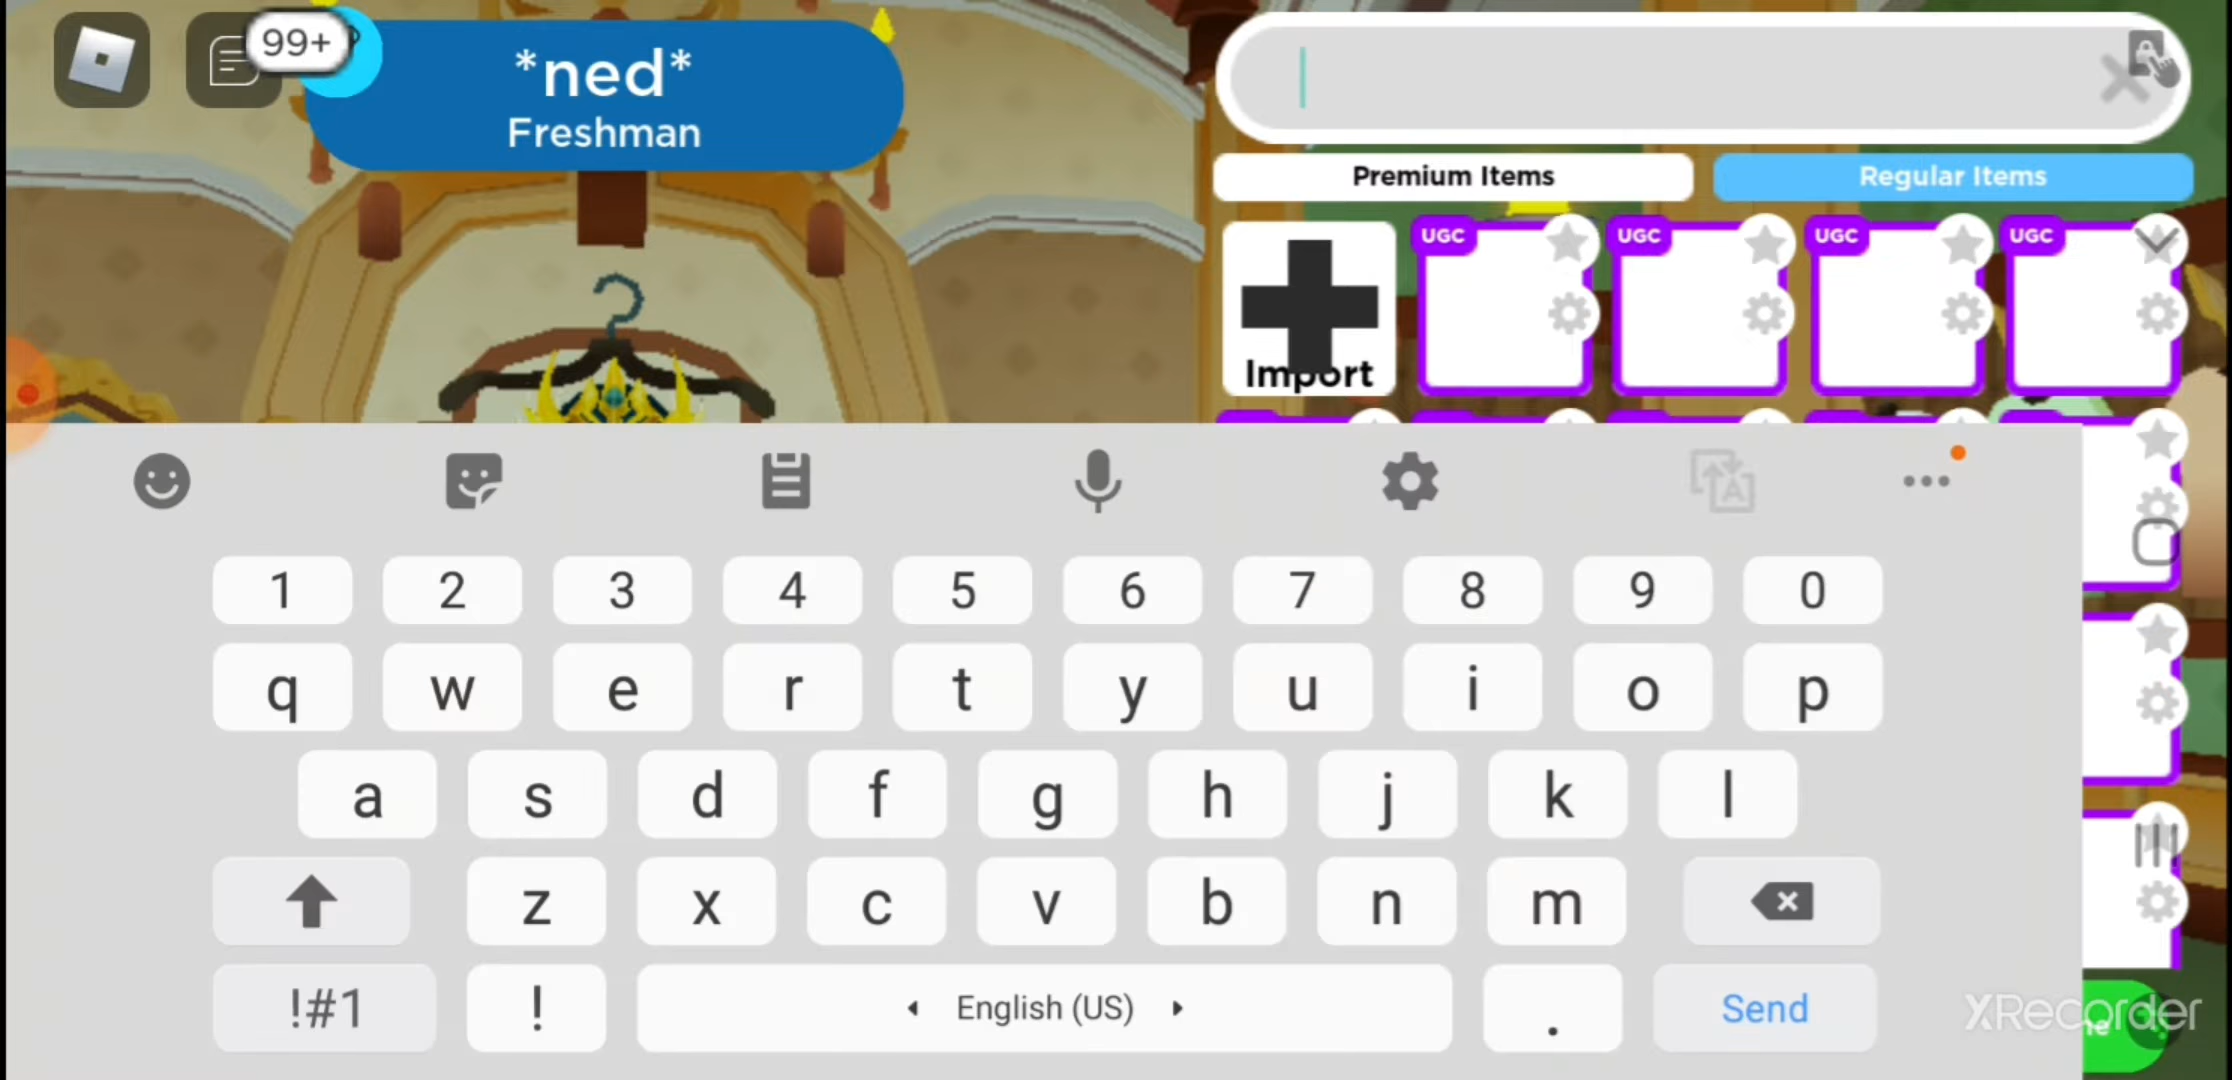 99+
*ned*
Freshman
Premium Items
Regular Items
UGC
UGC
UGC
UGC
Import
1 2 3 4 5 6 7 8 9 0
q w e r t y u i o p
a s d f g h j k l
z x c v b n m
!#1 ! English (US) . Send
XRecorder